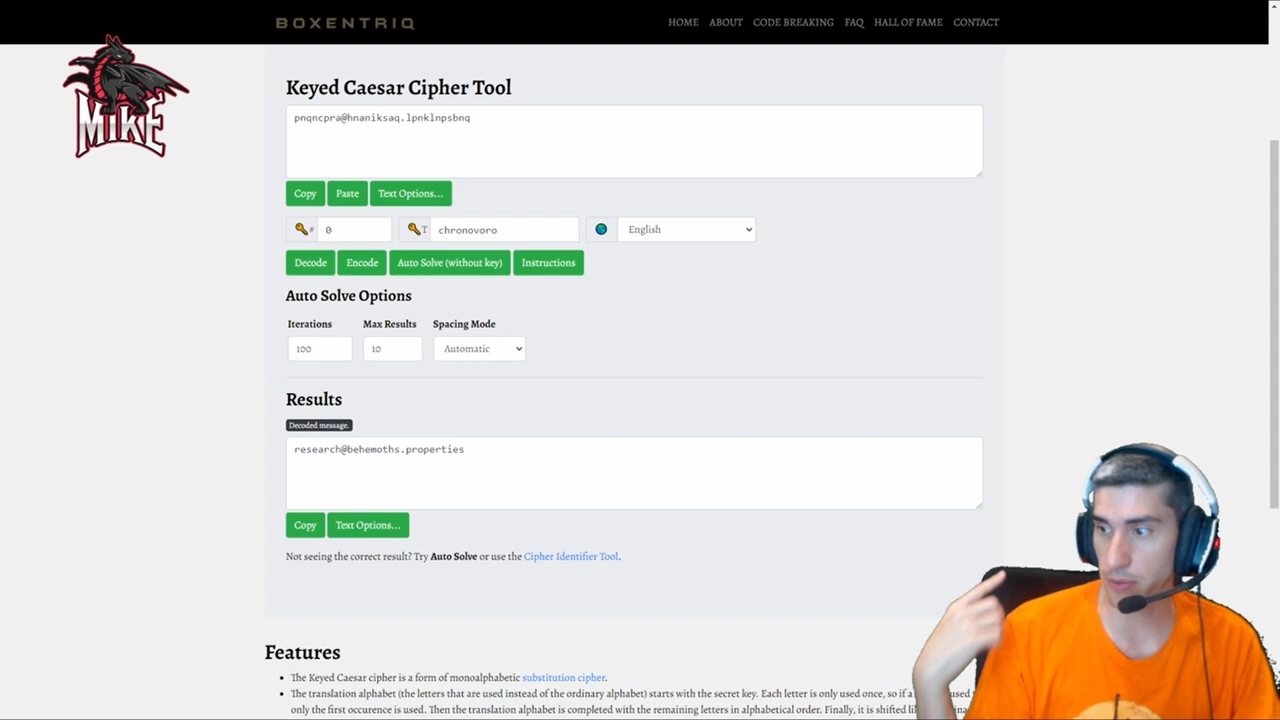 BOXENTRIQ
HOME ABOUT CODE BREAKING FAQ HALL OF FAME CONTACT
MIKE
Keyed Caesar Cipher Tool
pnqncpra@hnaniksaq.lpnklnpsbnq
Copy Paste Text Options...
# 0 T chronovoro English
Decode Encode Auto Solve (without key) Instructions
Auto Solve Options
Iterations Max Results Spacing Mode
100 10 Automatic
Results
Decoded message.
research@behemoths.properties
Copy Text Options...
Not seeing the correct result? Try Auto Solve or use the Cipher Identifier Tool.
Features
The Keyed Caesar cipher is a form of monoalphabetic substitution cipher.
The translation alphabet (the letters that are used instead of the ordinary alphabet) starts with the secret key. Each letter is only used once, so if a
only the first occurence is used. Then the translation alphabet is completed with the remaining letters in alphabetical order. Finally, it is shifted